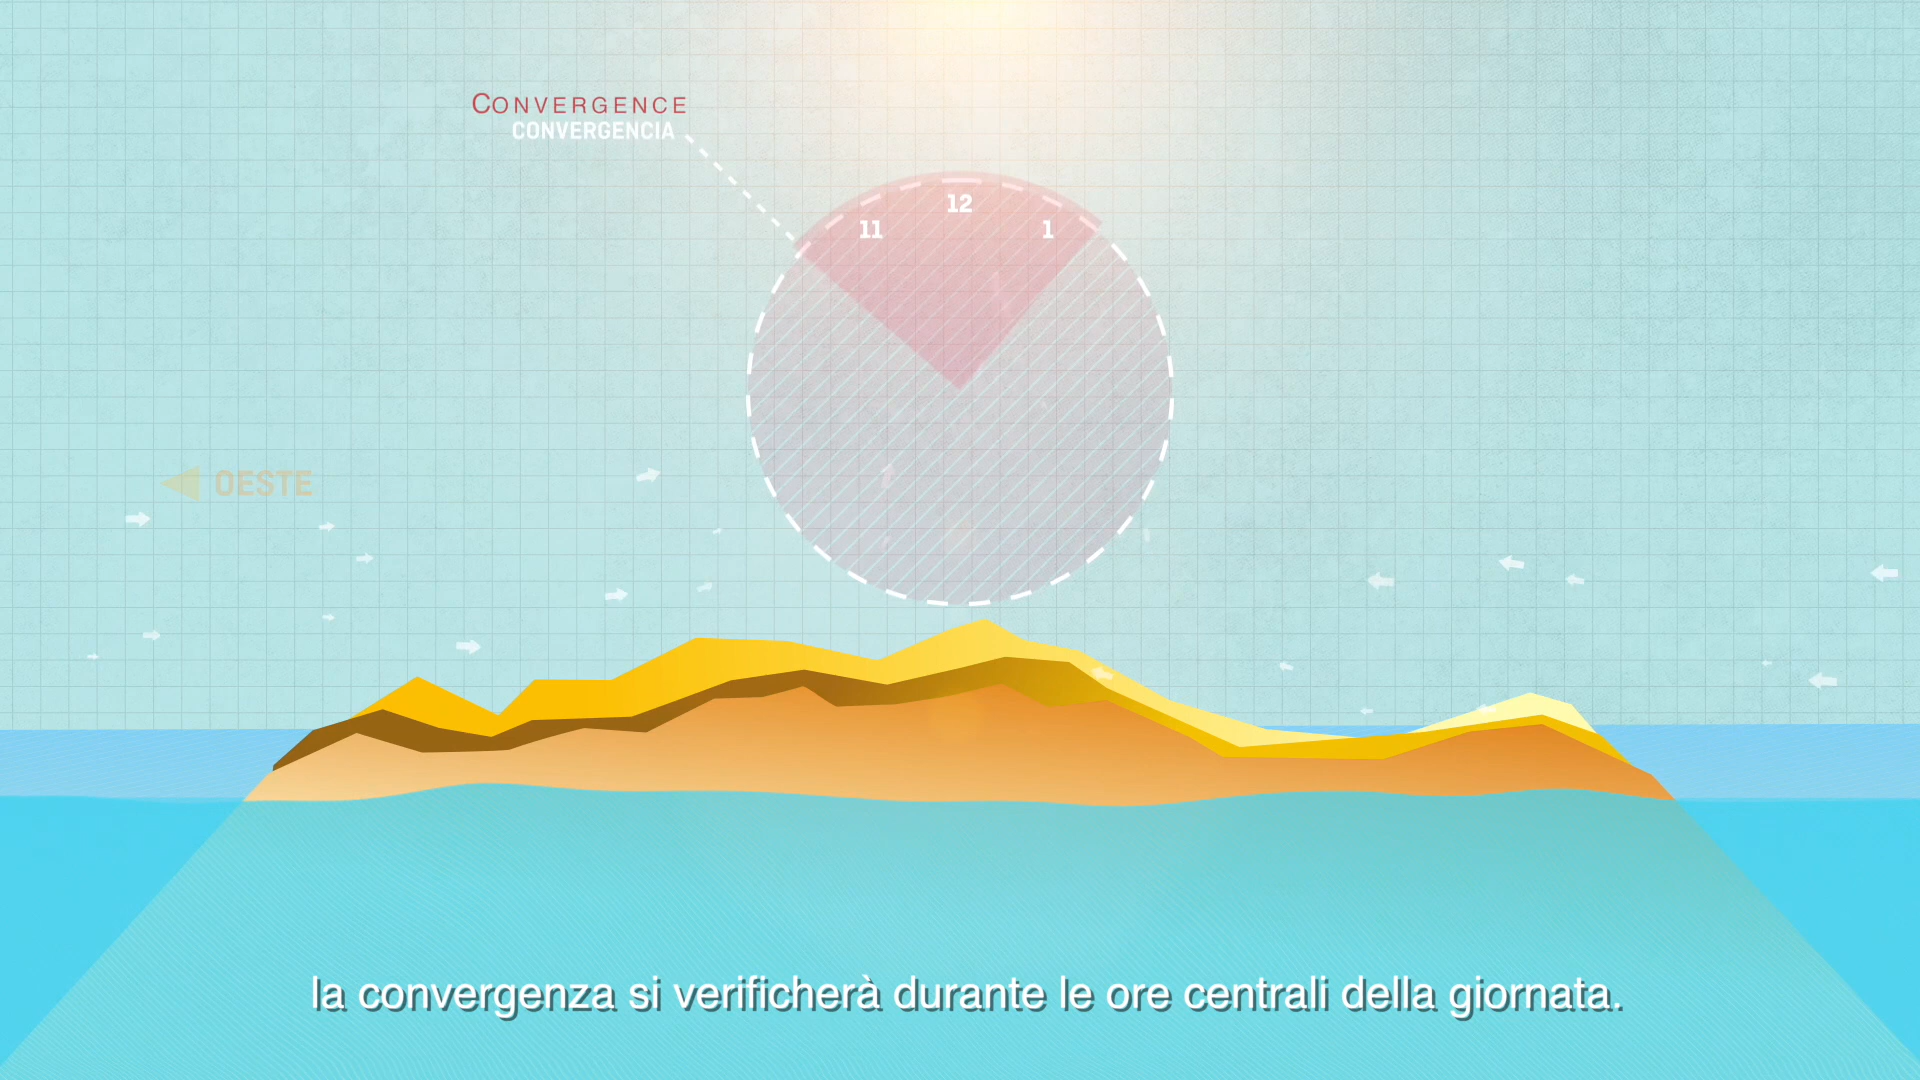 CONVERGENCE
CONVERGENCIA
12
11
1
OESTE
la convergenza si verificherà durante le ore centrali della giornata.